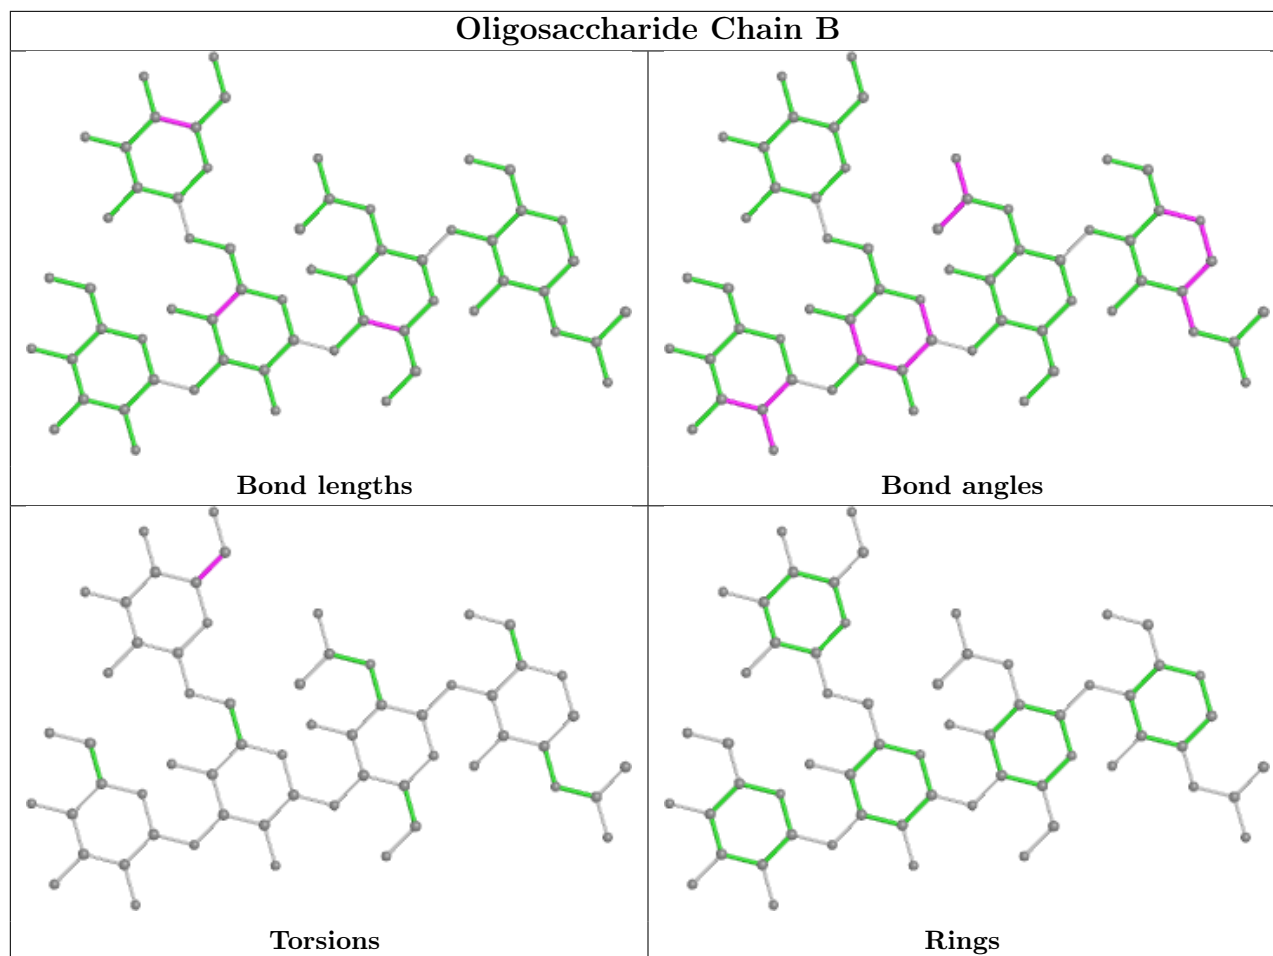 Oligosaccharide Chain B
Bond lengths
Bond angles
Torsions
Rings